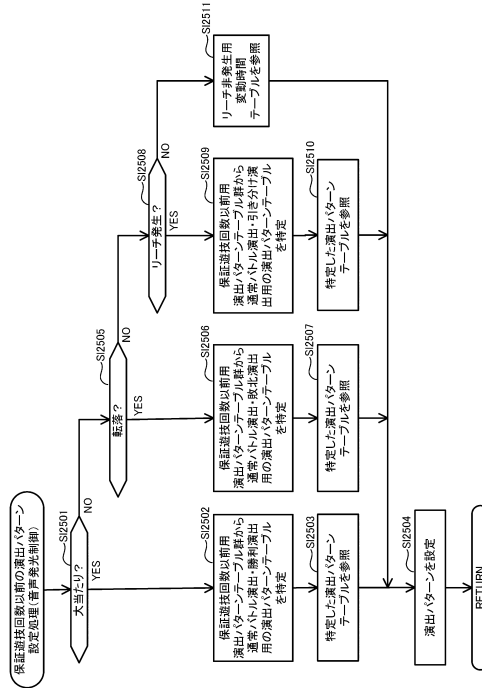 保証遊技回数以前の演出パターン
設定処理(音声発光制御)
SI2501
大当たり?
NO
YES
SI2502
保証遊技回数以前用
演出パターンテーブル群から
通常バトル演出・勝利演出
用の演出パターンテーブル
を特定
SI2503
特定した演出パターン
テーブルを参照
SI2504
演出パターンを設定
RETURN
SI2505
転落?
NO
YES
SI2506
保証遊技回数以前用
演出パターンテーブル群から
通常バトル演出・敗北演出
用の演出パターンテーブル
を特定
SI2507
特定した演出パターン
テーブルを参照
SI2508
リーチ発生?
NO
YES
SI2509
保証遊技回数以前用
演出パターンテーブル群から
通常バトル演出・引き分け演
出用の演出パターンテーブル
を特定
SI2510
特定した演出パターン
テーブルを参照
SI2511
リーチ非発生用
変動時間
テーブルを参照